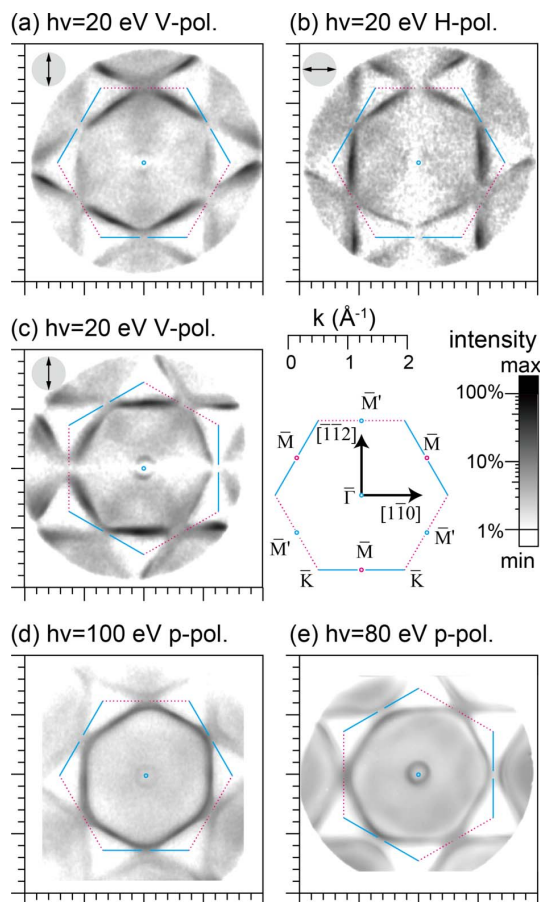 (a) hν=20 eV V-pol.
(b) hν=20 eV H-pol.
(c) hν=20 eV V-pol.
k (Å⁻¹)
0 2
intensity
max
100%
10%
1%
min
M̅'
[1̅1̅2]
M̅ M̅
Γ̅
[11̅0]
M̅' M̅'
K̅ M̅ K̅
(d) hν=100 eV p-pol.
(e) hν=80 eV p-pol.